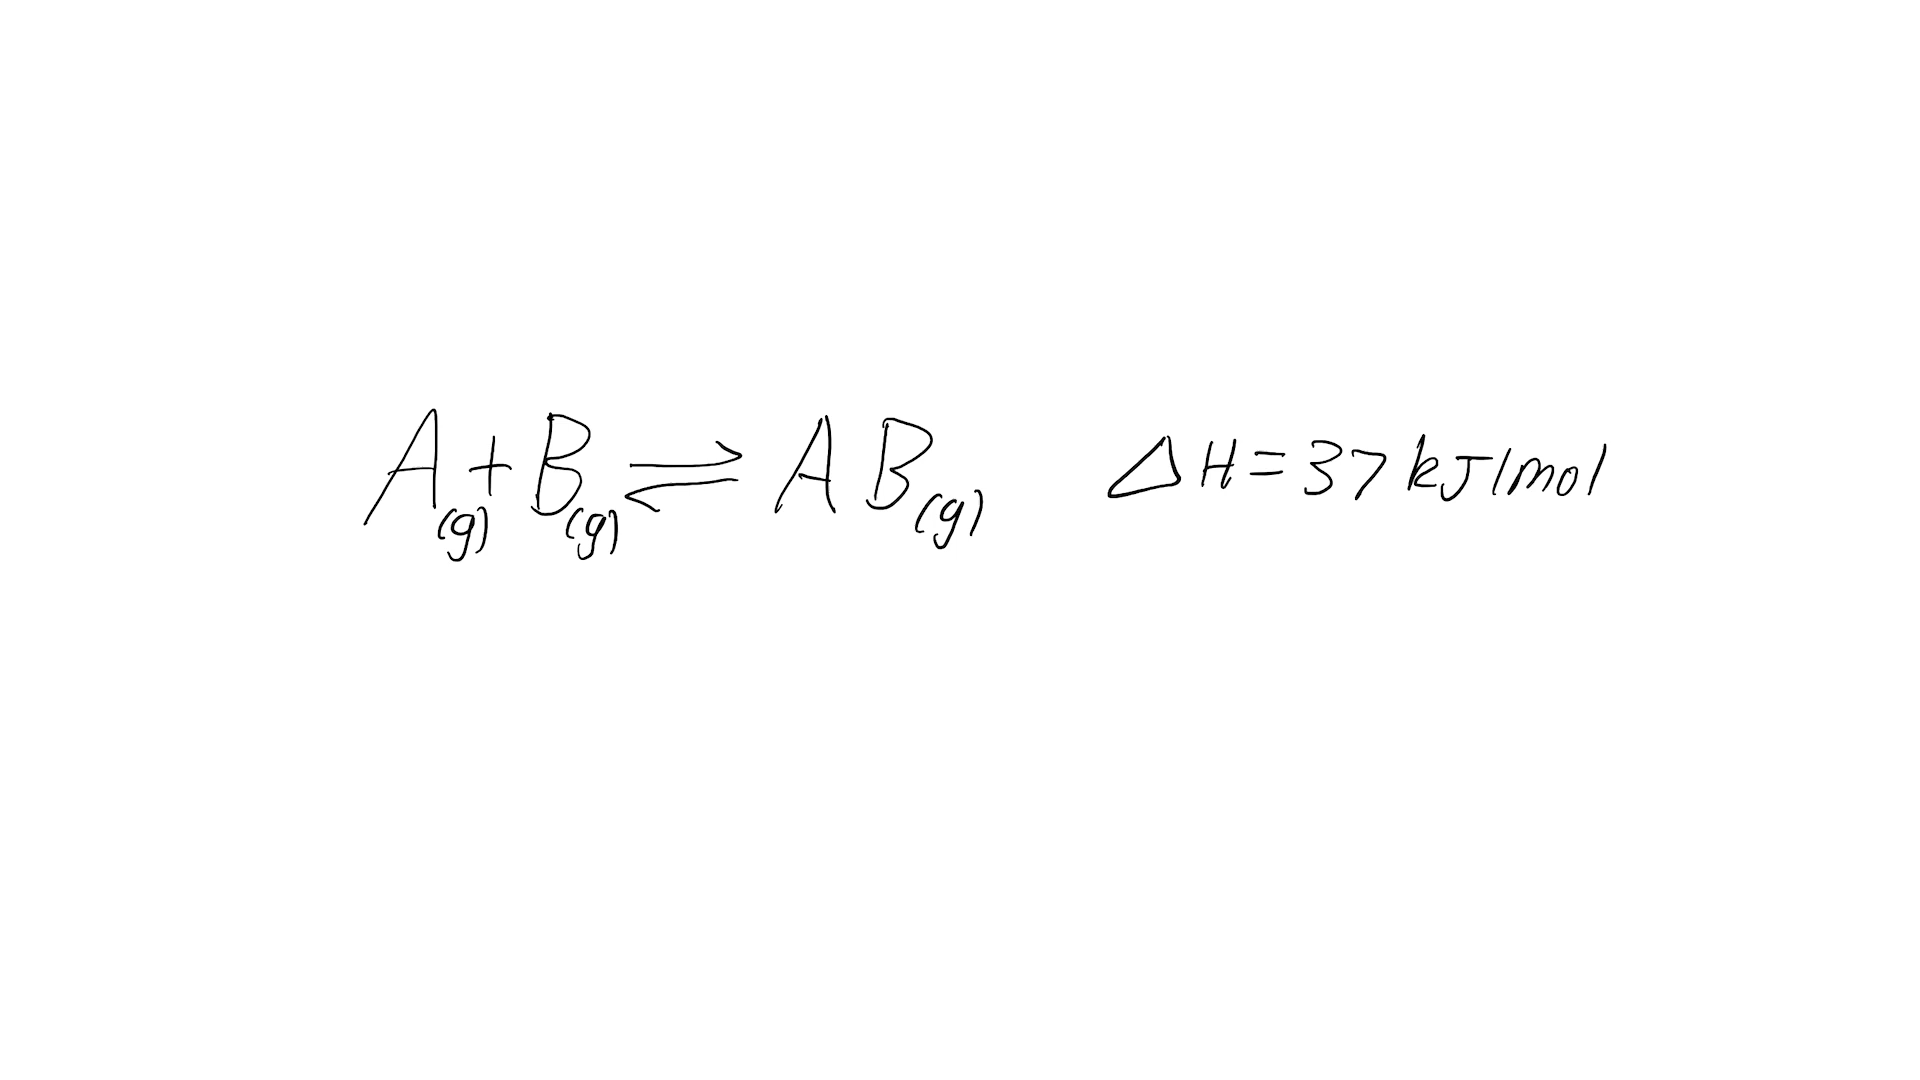 A(g) + B(g) ⇌ AB(g) ΔH = 37 kJ/mol